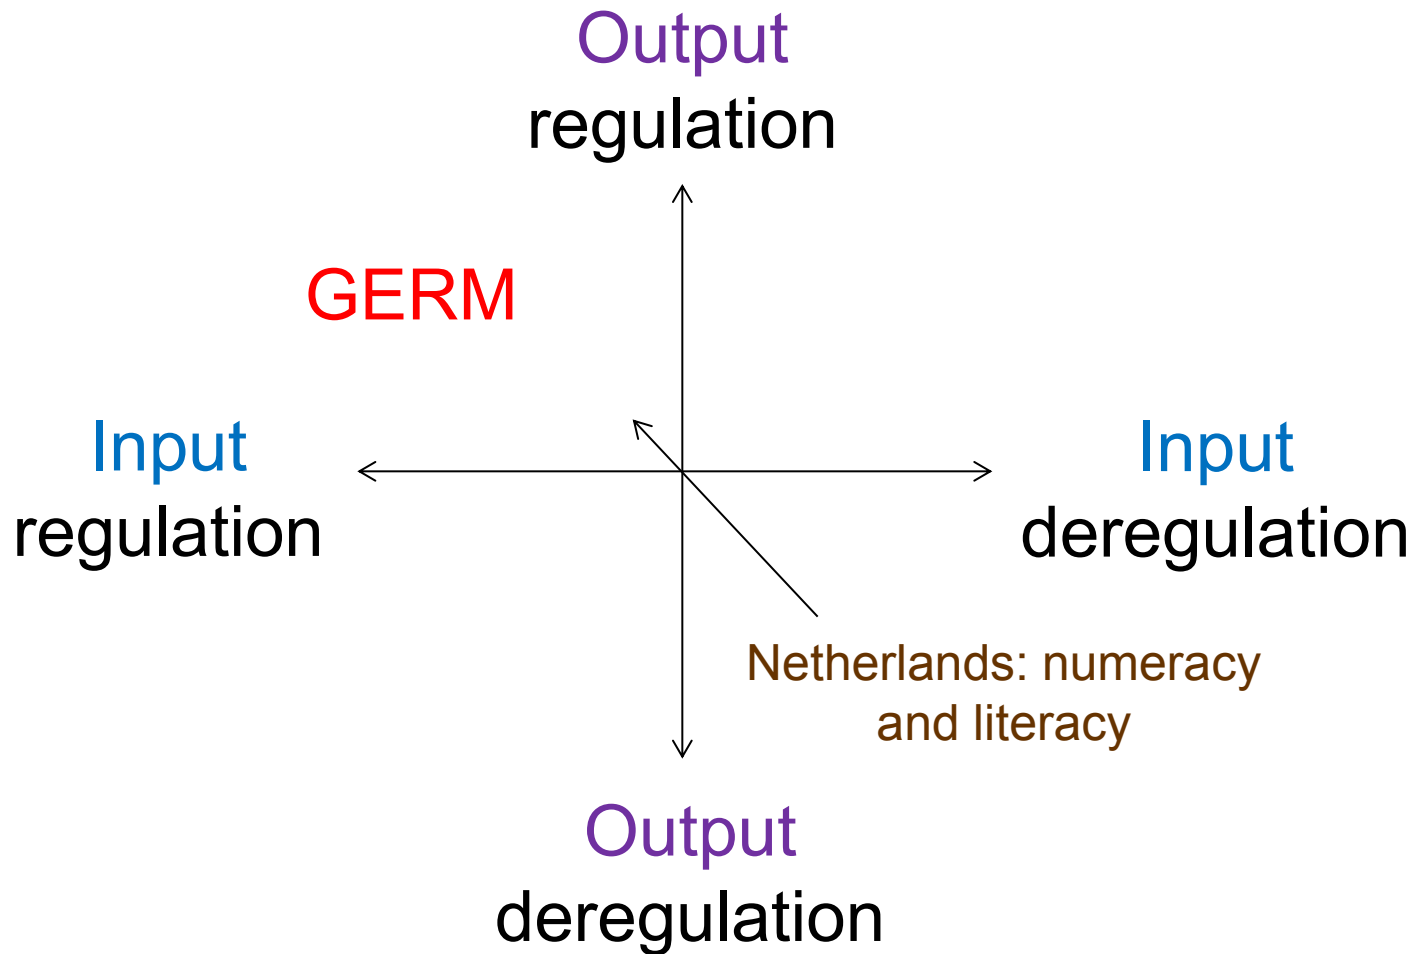 Output
regulation
GERM
Input
regulation
Input
deregulation
Netherlands: numeracy
and literacy
Output
deregulation